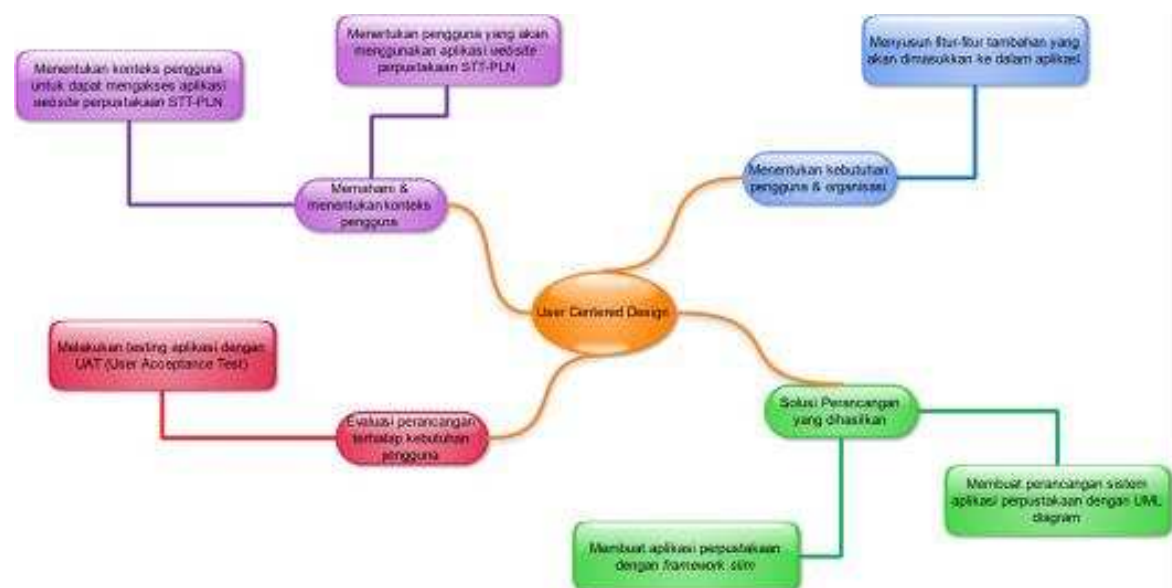 Menentukan konteks pengguna
untuk dapat mengakses aplikasi
website perpustakaan STT-PLN
Menentukan pengguna yang akan
menggunakan aplikasi website
perpustakaan STT-PLN
Menyusun fitur-fitur tambahan yang
akan dimasukkan ke dalam aplikasi
Memahami &
menentukan konteks
pengguna
Menentukan kebutuhan
pengguna & organisasi
User Centered Design
Melakukan testing aplikasi dengan
UAT (User Acceptance Test)
Evaluasi perancangan
terhadap kebutuhan
pengguna
Solusi Perancangan
yang dihasilkan
Membuat perancangan sistem
aplikasi perpustakaan dengan UML
diagram
Membuat aplikasi perpustakaan
dengan framework slim